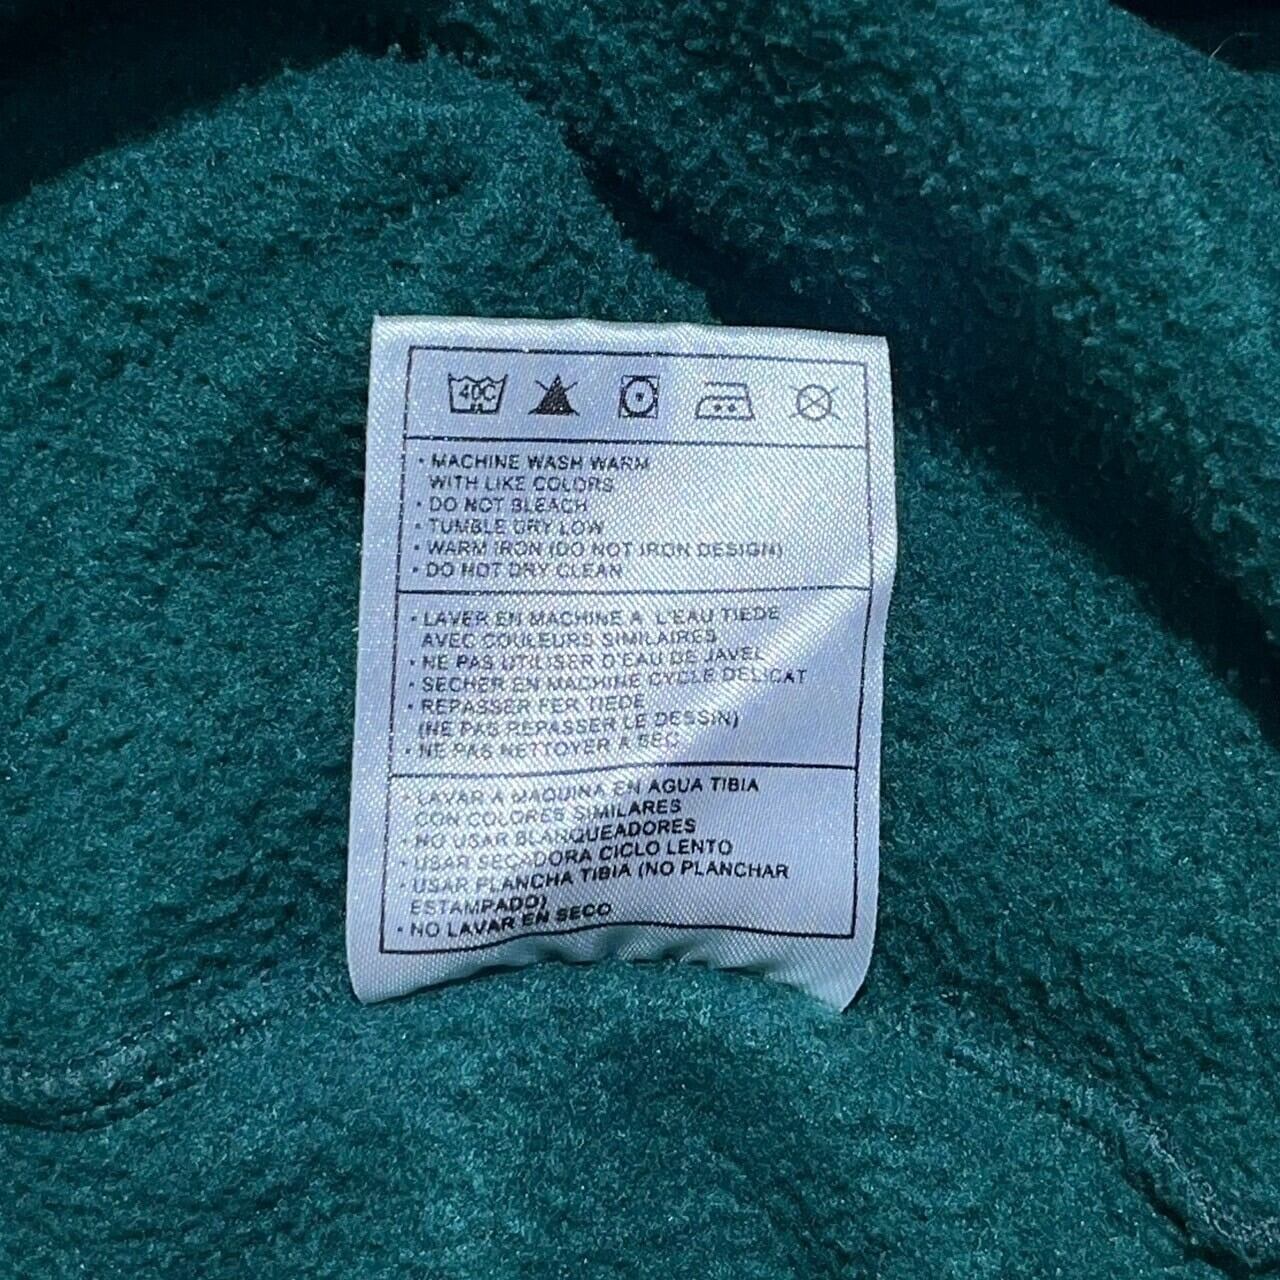 40C
• MACHINE WASH WARM
WITH LIKE COLORS
• DO NOT BLEACH
• TUMBLE DRY LOW
• WARM IRON (DO NOT IRON DESIGN)
• DO NOT DRY CLEAN
• LAVER EN MACHINE A L'EAU TIEDE
AVEC COULEURS SIMILAIRES
• NE PAS UTILISER D'EAU DE JAVEL
• SECHER EN MACHINE CYCLE DELICAT
• REPASSER FER TIEDE
(NE PAS REPASSER LE DESSIN)
• NE PAS NETTOYER A SEC
• LAVAR A MAQUINA EN AGUA TIBIA
CON COLORES SIMILARES
NO USAR BLANQUEADORES
• USAR SECADORA CICLO LENTO
• USAR PLANCHA TIBIA (NO PLANCHAR
ESTAMPADO)
• NO LAVAR EN SECO